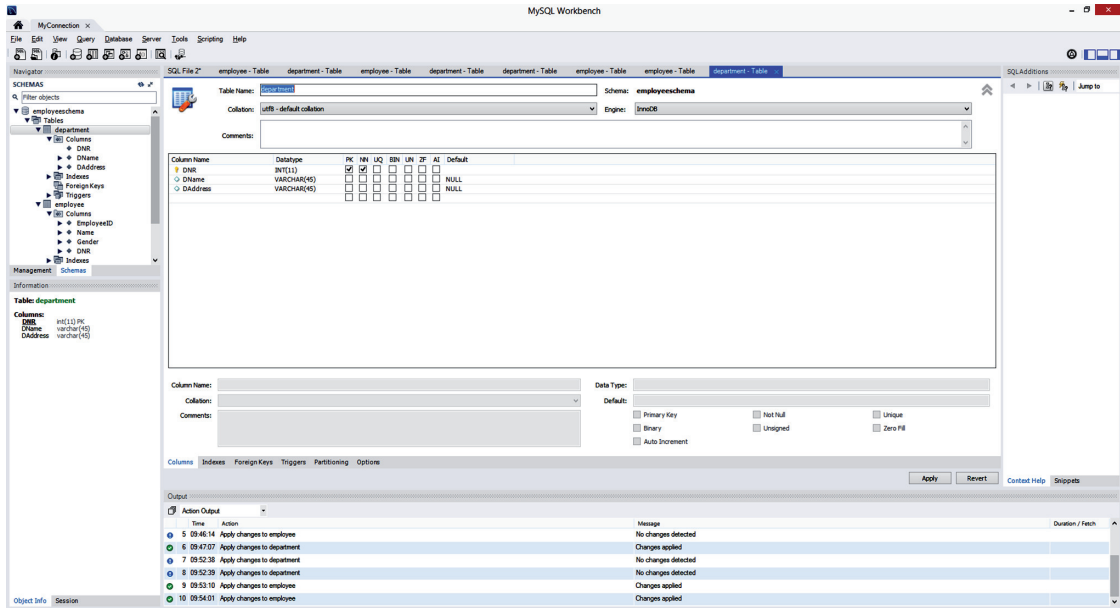 MySQL Workbench
MyConnection ×
File Edit View Query Database Server Tools Scripting Help
Navigator
SCHEMAS
Filter objects
employeeschema
Tables
department
Columns
DNR
DName
DAddress
Indexes
Foreign Keys
Triggers
employee
Columns
EmployeeID
Name
Gender
DNR
Indexes
Management Schemas
Information
Table: department
Columns:
DNR int(11) PK
DName varchar(45)
DAddress varchar(45)
Object Info Session
SQL File 2* employee - Table department - Table employee - Table department - Table department - Table employee - Table employee - Table department - Table ×
Table Name: department Schema: employeeschema
Collation: utf8 - default collation Engine: InnoDB
Comments:
Column Name Datatype PK NN UQ BIN UN ZF AI Default
DNR INT(11)
DName VARCHAR(45) NULL
DAddress VARCHAR(45) NULL
Column Name: Data Type:
Collation: Default:
Comments: Primary Key Not Null Unique
Binary Unsigned Zero Fill
Auto Increment
Columns Indexes Foreign Keys Triggers Partitioning Options
Apply Revert
Output
Action Output
Time Action Message Duration / Fetch
5 09:46:14 Apply changes to employee No changes detected
6 09:47:07 Apply changes to department Changes applied
7 09:52:38 Apply changes to department No changes detected
8 09:52:39 Apply changes to department No changes detected
9 09:53:10 Apply changes to employee Changes applied
10 09:54:01 Apply changes to employee Changes applied
SQLAdditions
Jump to
Context Help Snippets